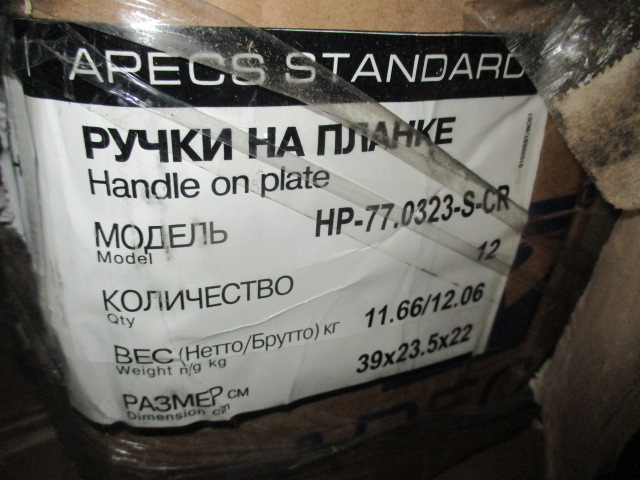 APECS STANDARD
РУЧКИ НА ПЛАНКЕ
Handle on plate
МОДЕЛЬ HP-77.0323-S-CR
Model
КОЛИЧЕСТВО 12
Qty
ВЕС (Нетто/Брутто) кг 11.66/12.06
Weight n/g kg
РАЗМЕР см 39x23.5x22
Dimension cm